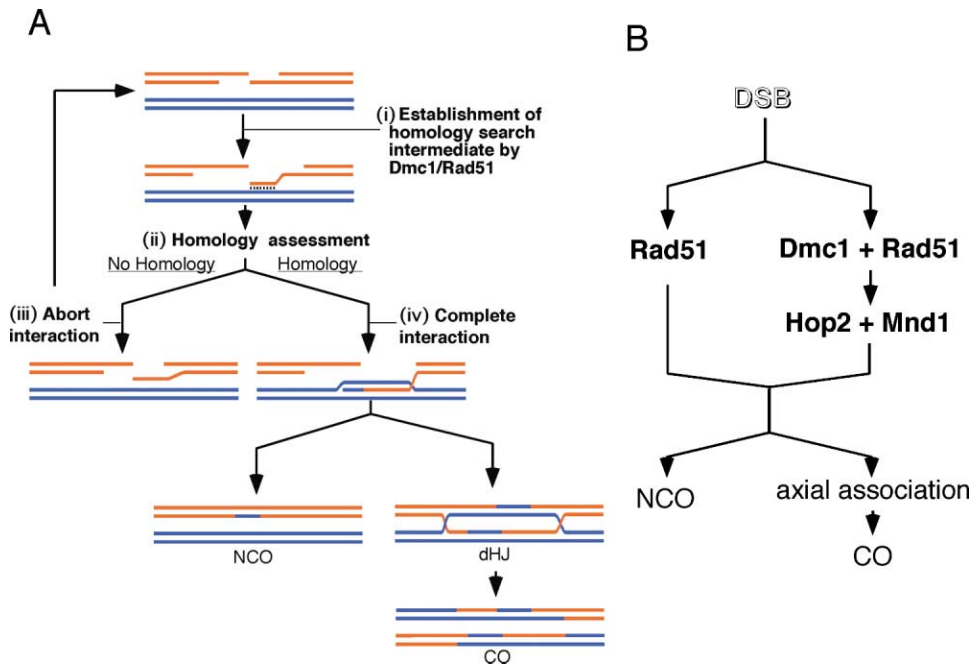 A
(i) Establishment of
homology search
intermediate by
Dmc1/Rad51
(ii) Homology assessment
No Homology Homology
(iii) Abort
interaction
(iv) Complete
interaction
NCO
dHJ
CO
B
DSB
Rad51
Dmc1 + Rad51
Hop2 + Mnd1
NCO
axial association
CO